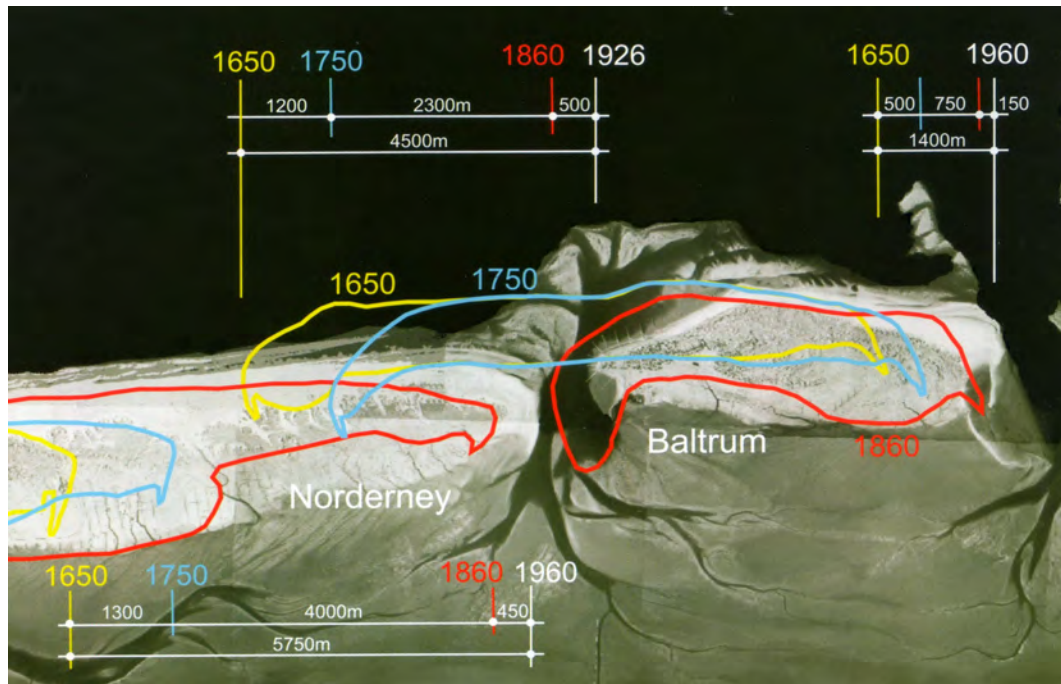 1650 1750 1860 1926
1200 2300m 500
4500m
1650 1960
500 750 150
1400m
1650 1750
Baltrum
1860
Norderney
1650 1750 1860 1960
1300 4000m 450
5750m